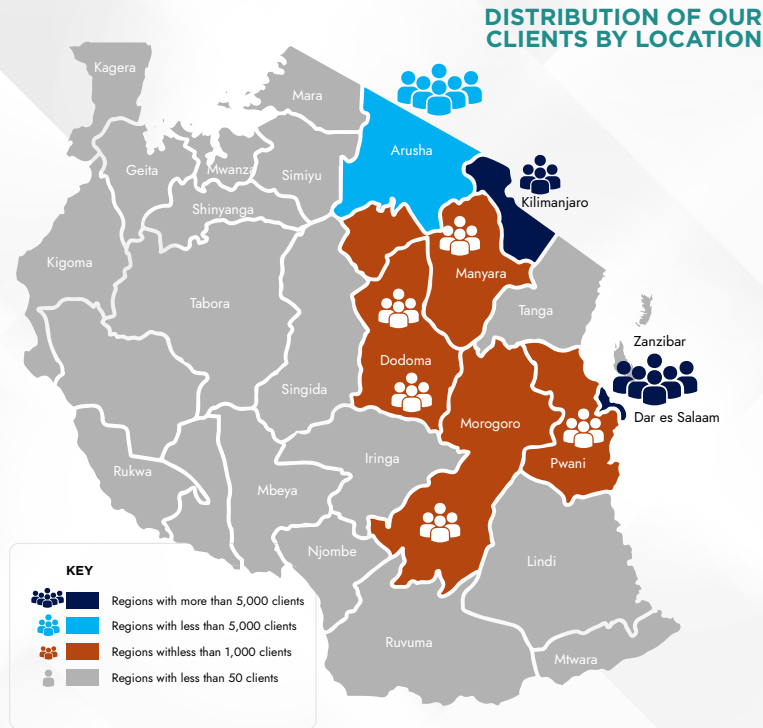 DISTRIBUTION OF OUR
CLIENTS BY LOCATION
Kagera
Mara
Arusha
Geita
Mwanza
Simiyu
Kilimanjaro
Shinyanga
Kigoma
Manyara
Tabora
Tanga
Zanzibar
Dodoma
Singida
Dar es Salaam
Morogoro
Iringa
Pwani
Rukwa
Mbeya
Njombe
Lindi
Ruvuma
Mtwara
KEY
Regions with more than 5,000 clients
Regions with less than 5,000 clients
Regions withless than 1,000 clients
Regions with less than 50 clients